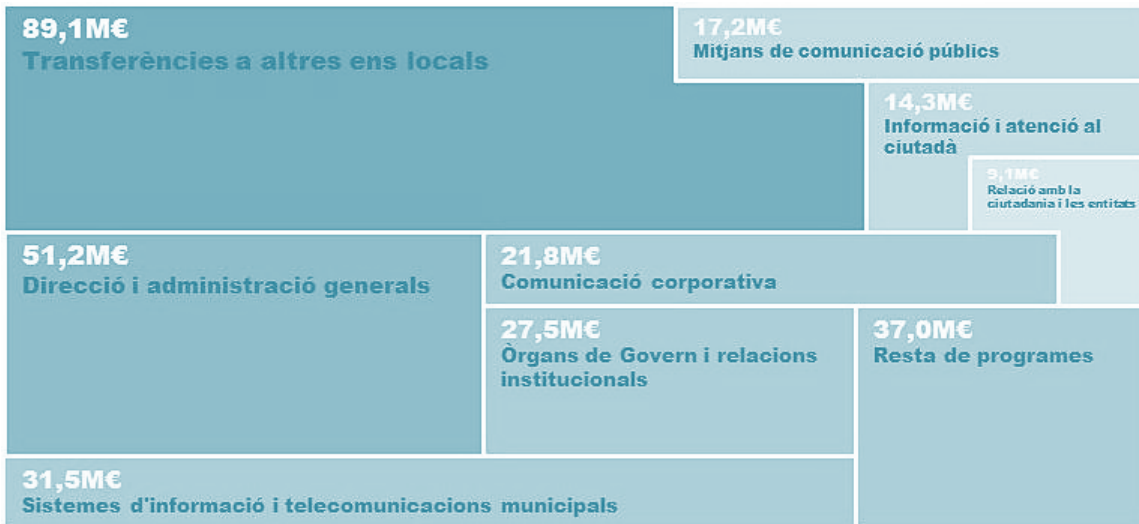 89,1M€
Transferències a altres ens locals
17,2M€
Mitjans de comunicació públics
14,3M€
Informació i atenció al
ciutadà
9,1M€
Relació amb la
ciutadania i les entitats
51,2M€
Direcció i administració generals
21,8M€
Comunicació corporativa
27,5M€
Òrgans de Govern i relacions
institucionals
37,0M€
Resta de programes
31,5M€
Sistemes d'informació i telecomunicacions municipals